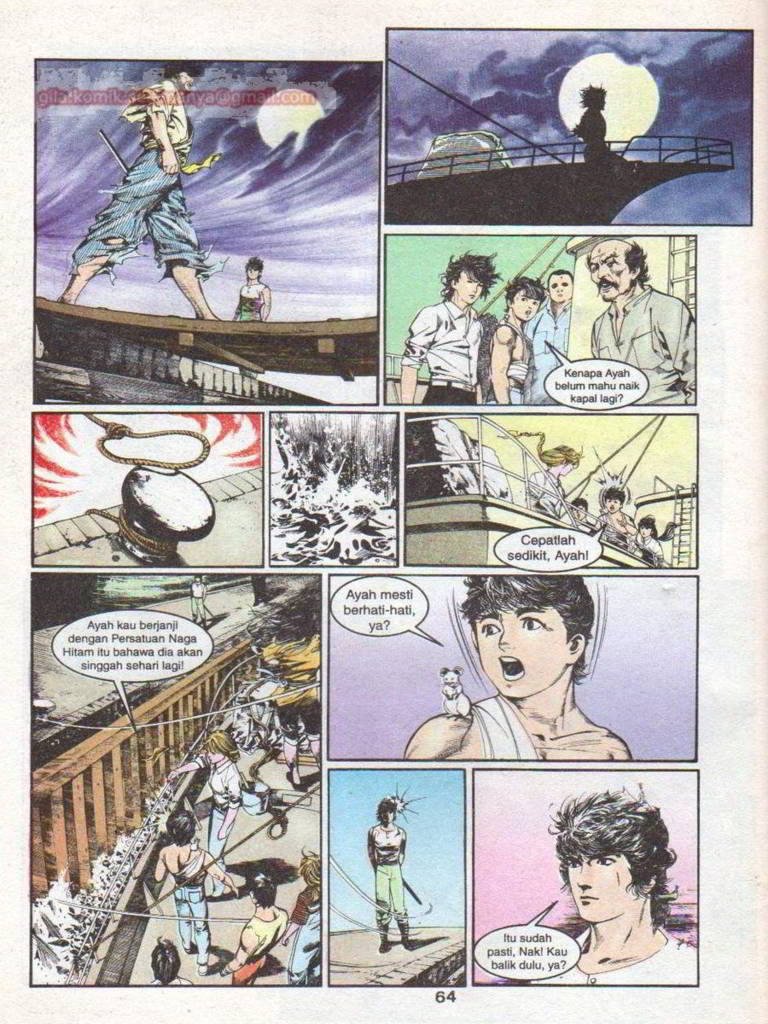 Kenapa Ayah
belum mahu naik
kapal lagi?
Cepatlah
sedikit, Ayah!
Ayah kau berjanji
dengan Persatuan Naga
Hitam itu bahawa dia akan
singgah sehari lagi!
Ayah mesti
berhati-hati,
ya?
Itu sudah
pasti, Nak! Kau
balik dulu, ya?
64